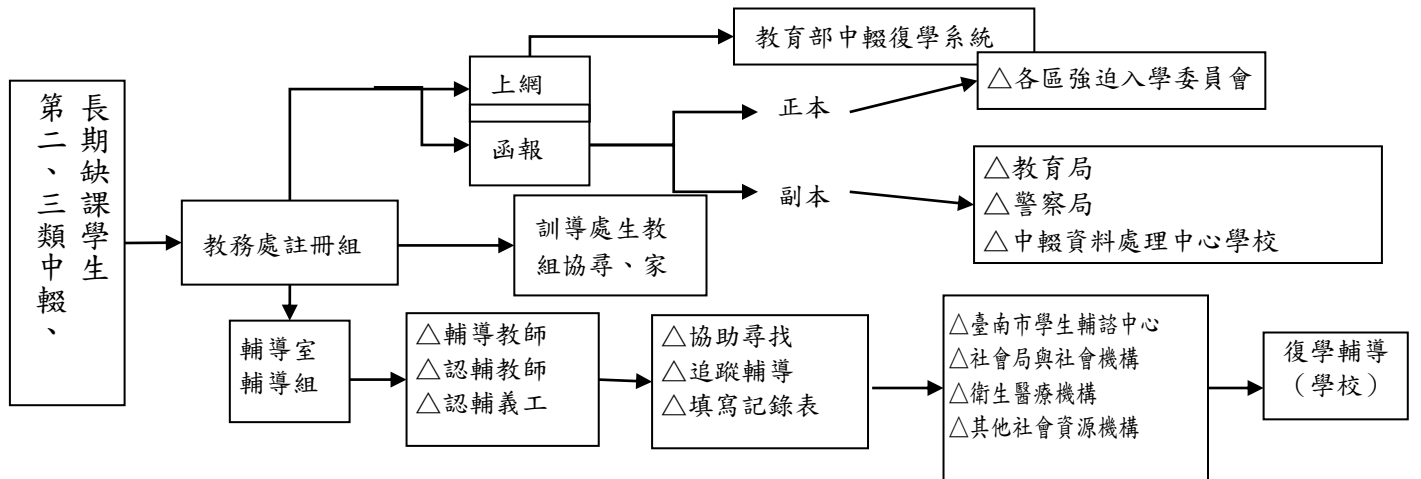 第二、三類中輟、
長期缺課學生
教務處註冊組
上網
函報
教育部中輟復學系統
正本
△各區強迫入學委員會
副本
△教育局
△警察局
△中輟資料處理中心學校
訓導處生教
組協尋、家
輔導室
輔導組
△輔導教師
△認輔教師
△認輔義工
△協助尋找
△追蹤輔導
△填寫記錄表
△臺南市學生輔諮中心
△社會局與社會機構
△衛生醫療機構
△其他社會資源機構
復學輔導
（學校）